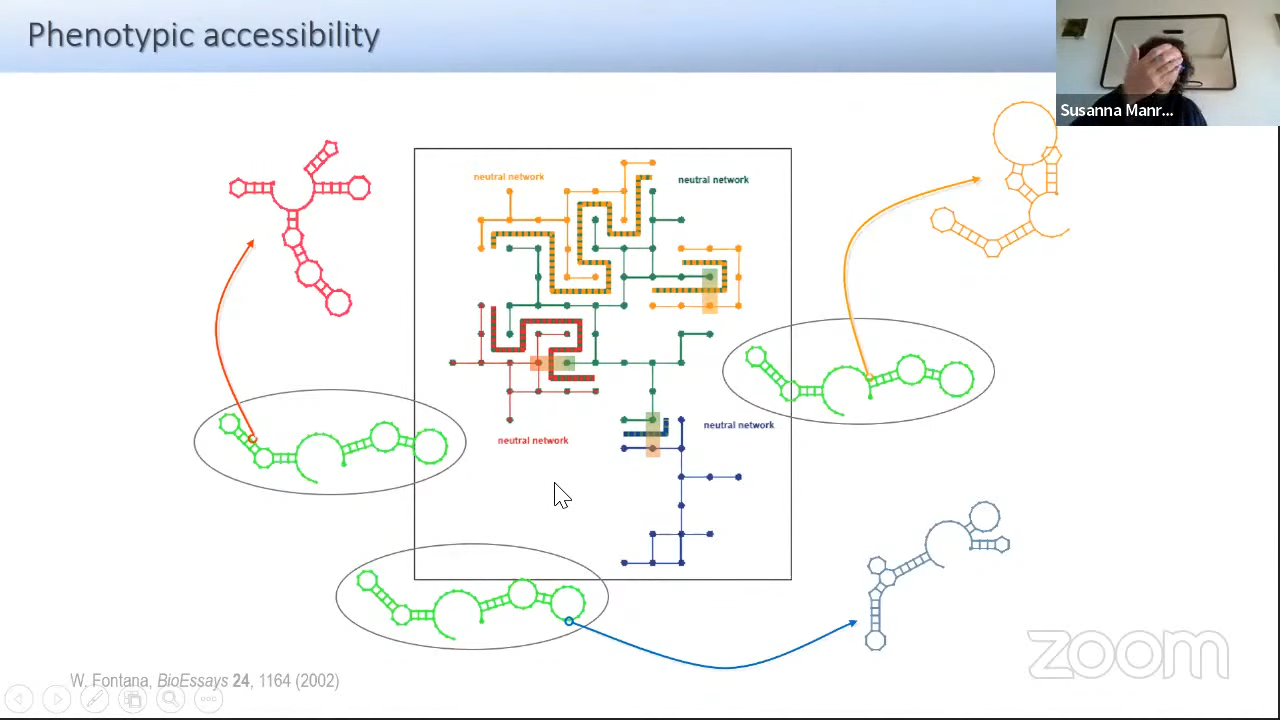 Phenotypic accessibility
Susanna Manr...
neutral network
neutral network
neutral network
neutral network
W. Fontana, BioEssays 24, 1164 (2002)
zoom